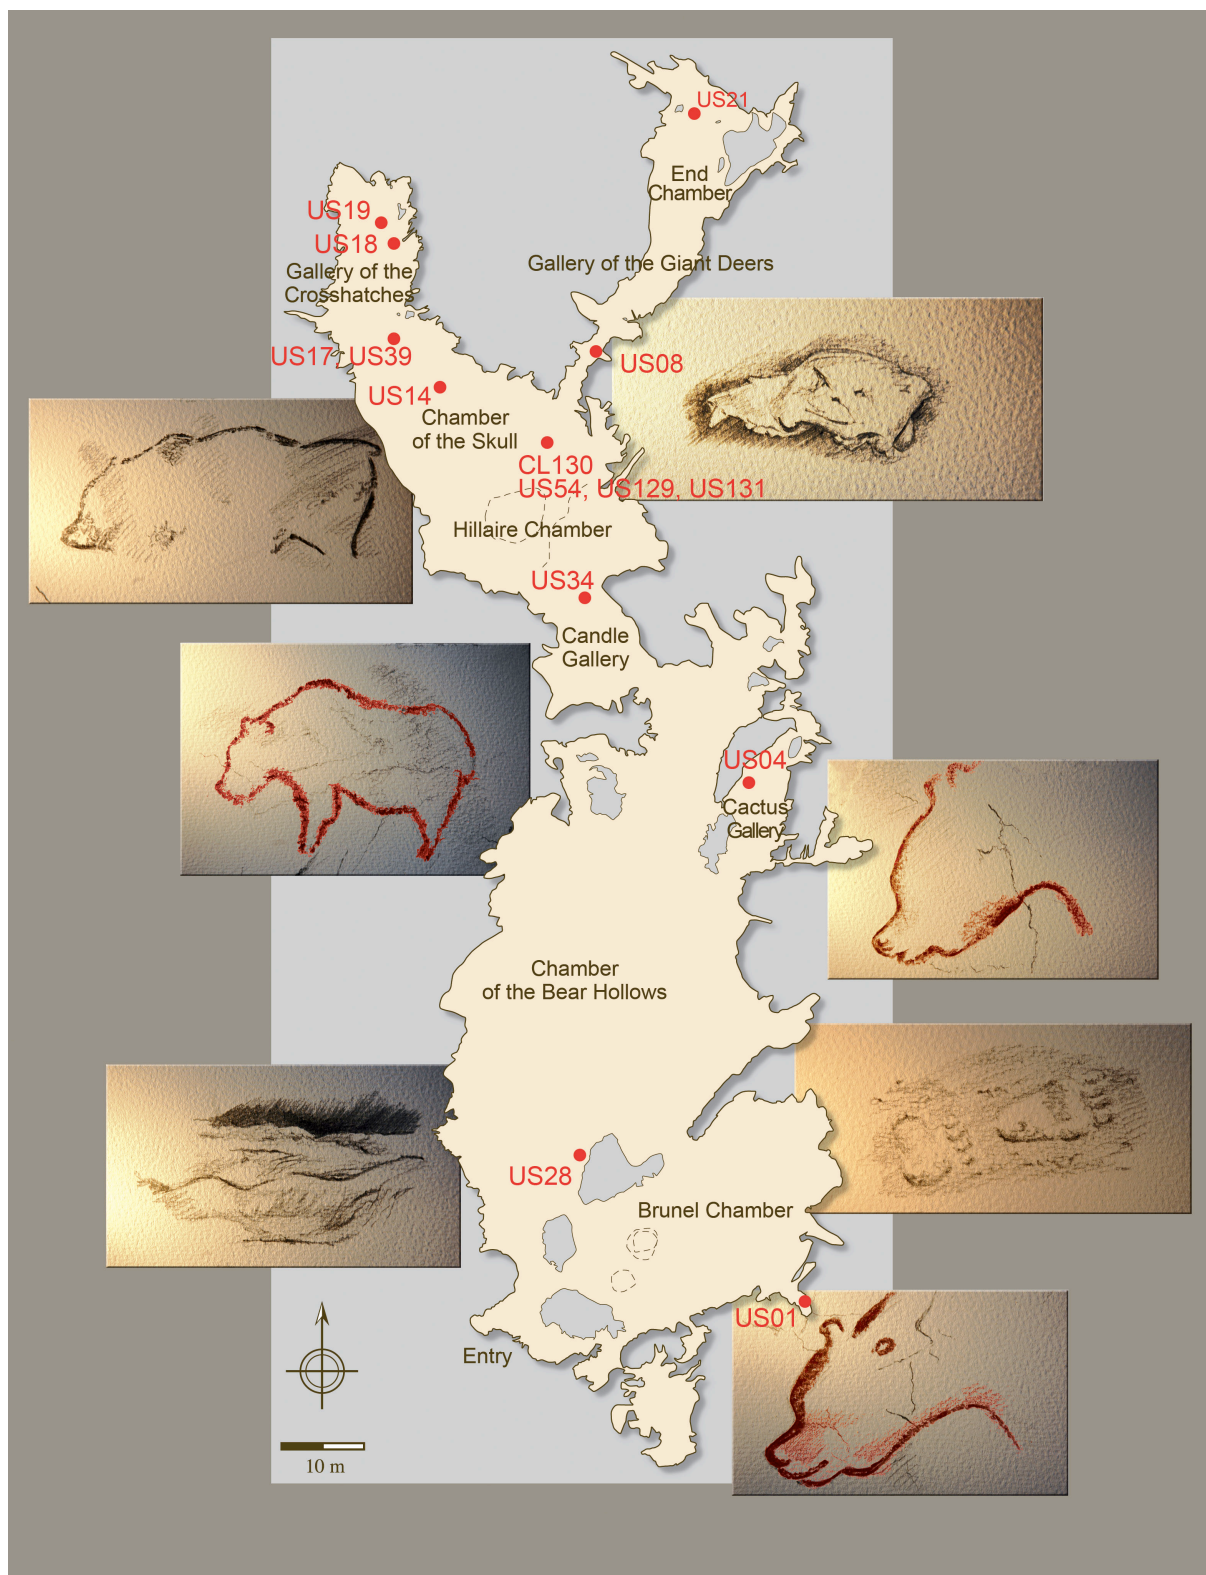 US21
End
Chamber
US19
US18
Gallery of the
Crosshatches
Gallery of the Giant Deers
US17, US39
US08
US14
Chamber
of the Skull
CL130
US54, US129, US131
Hillaire Chamber
US34
Candle
Gallery
US04
Cactus
Gallery
Chamber
of the Bear Hollows
US28
Brunel Chamber
US01
Entry
10 m